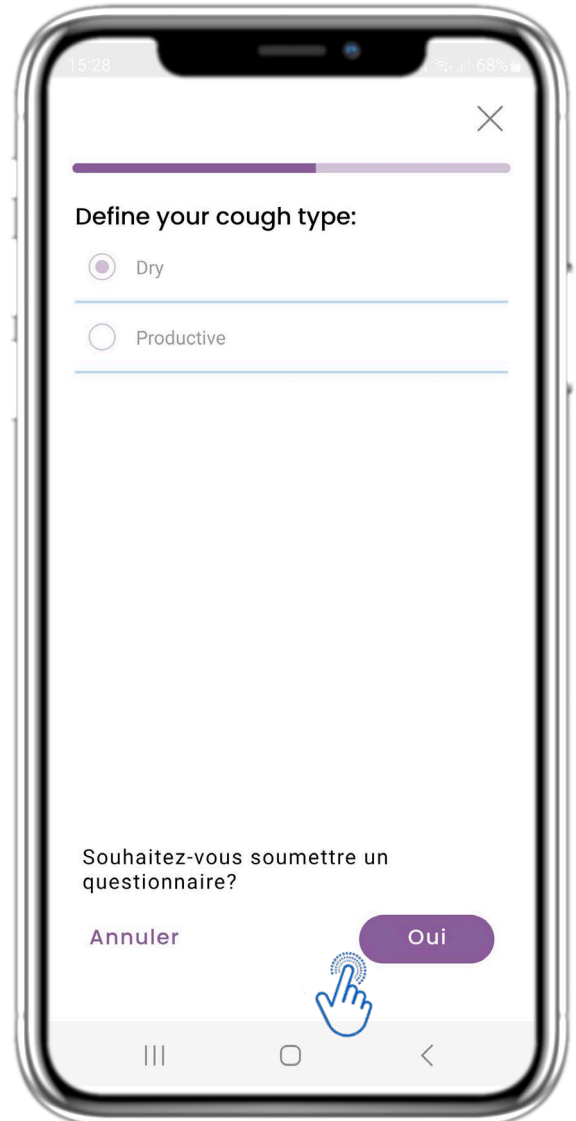 15:28
68%
Define your cough type:
Dry
Productive
Souhaitez-vous soumettre un
questionnaire?
Annuler
Oui